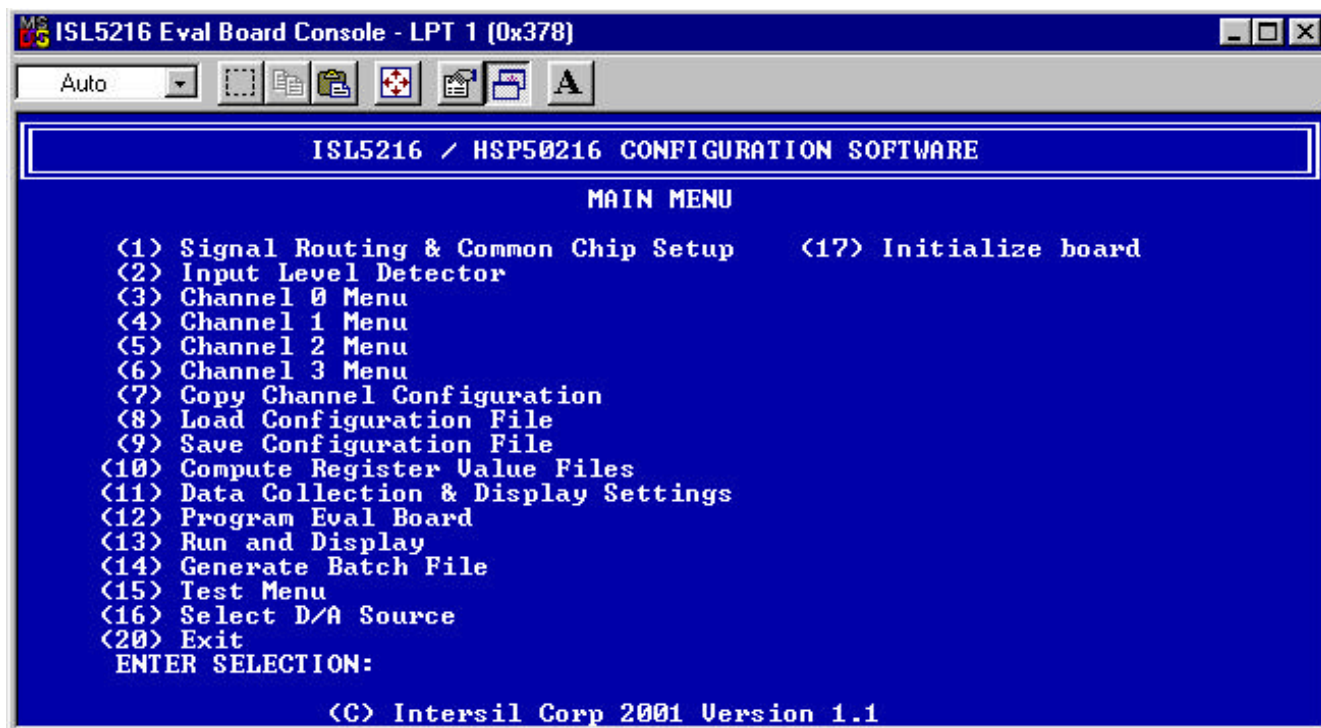 MS DOS
ISL5216 Eval Board Console - LPT 1 (0x378)
Auto
A
ISL5216 / HSP50216 CONFIGURATION SOFTWARE
MAIN MENU
(1) Signal Routing & Common Chip Setup (17) Initialize board
(2) Input Level Detector
(3) Channel 0 Menu
(4) Channel 1 Menu
(5) Channel 2 Menu
(6) Channel 3 Menu
(7) Copy Channel Configuration
(8) Load Configuration File
(9) Save Configuration File
(10) Compute Register Value Files
(11) Data Collection & Display Settings
(12) Program Eval Board
(13) Run and Display
(14) Generate Batch File
(15) Test Menu
(16) Select D/A Source
(20) Exit
ENTER SELECTION:
(C) Intersil Corp 2001 Version 1.1